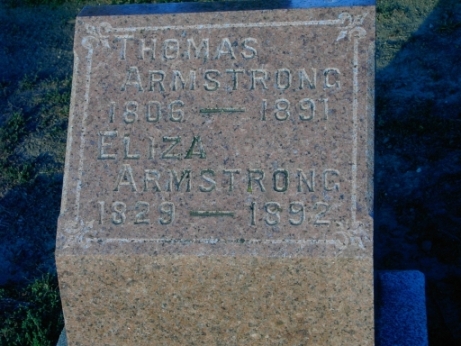 THOMAS
ARMSTRONG
1806 — 1891
ELIZA
ARMSTRONG
1829 — 1892